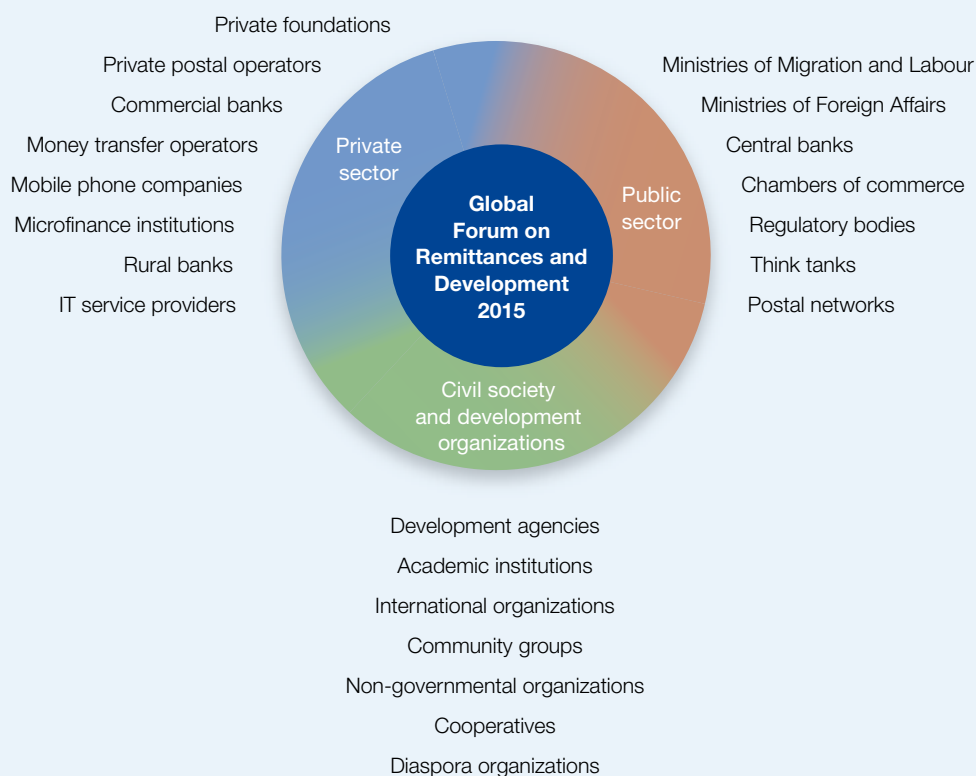 Private foundations
Private postal operators
Commercial banks
Money transfer operators
Mobile phone companies
Microfinance institutions
Rural banks
IT service providers
Private
sector
Global
Forum on
Remittances and
Development
2015
Public
sector
Civil society
and development
organizations
Ministries of Migration and Labour
Ministries of Foreign Affairs
Central banks
Chambers of commerce
Regulatory bodies
Think tanks
Postal networks
Development agencies
Academic institutions
International organizations
Community groups
Non-governmental organizations
Cooperatives
Diaspora organizations